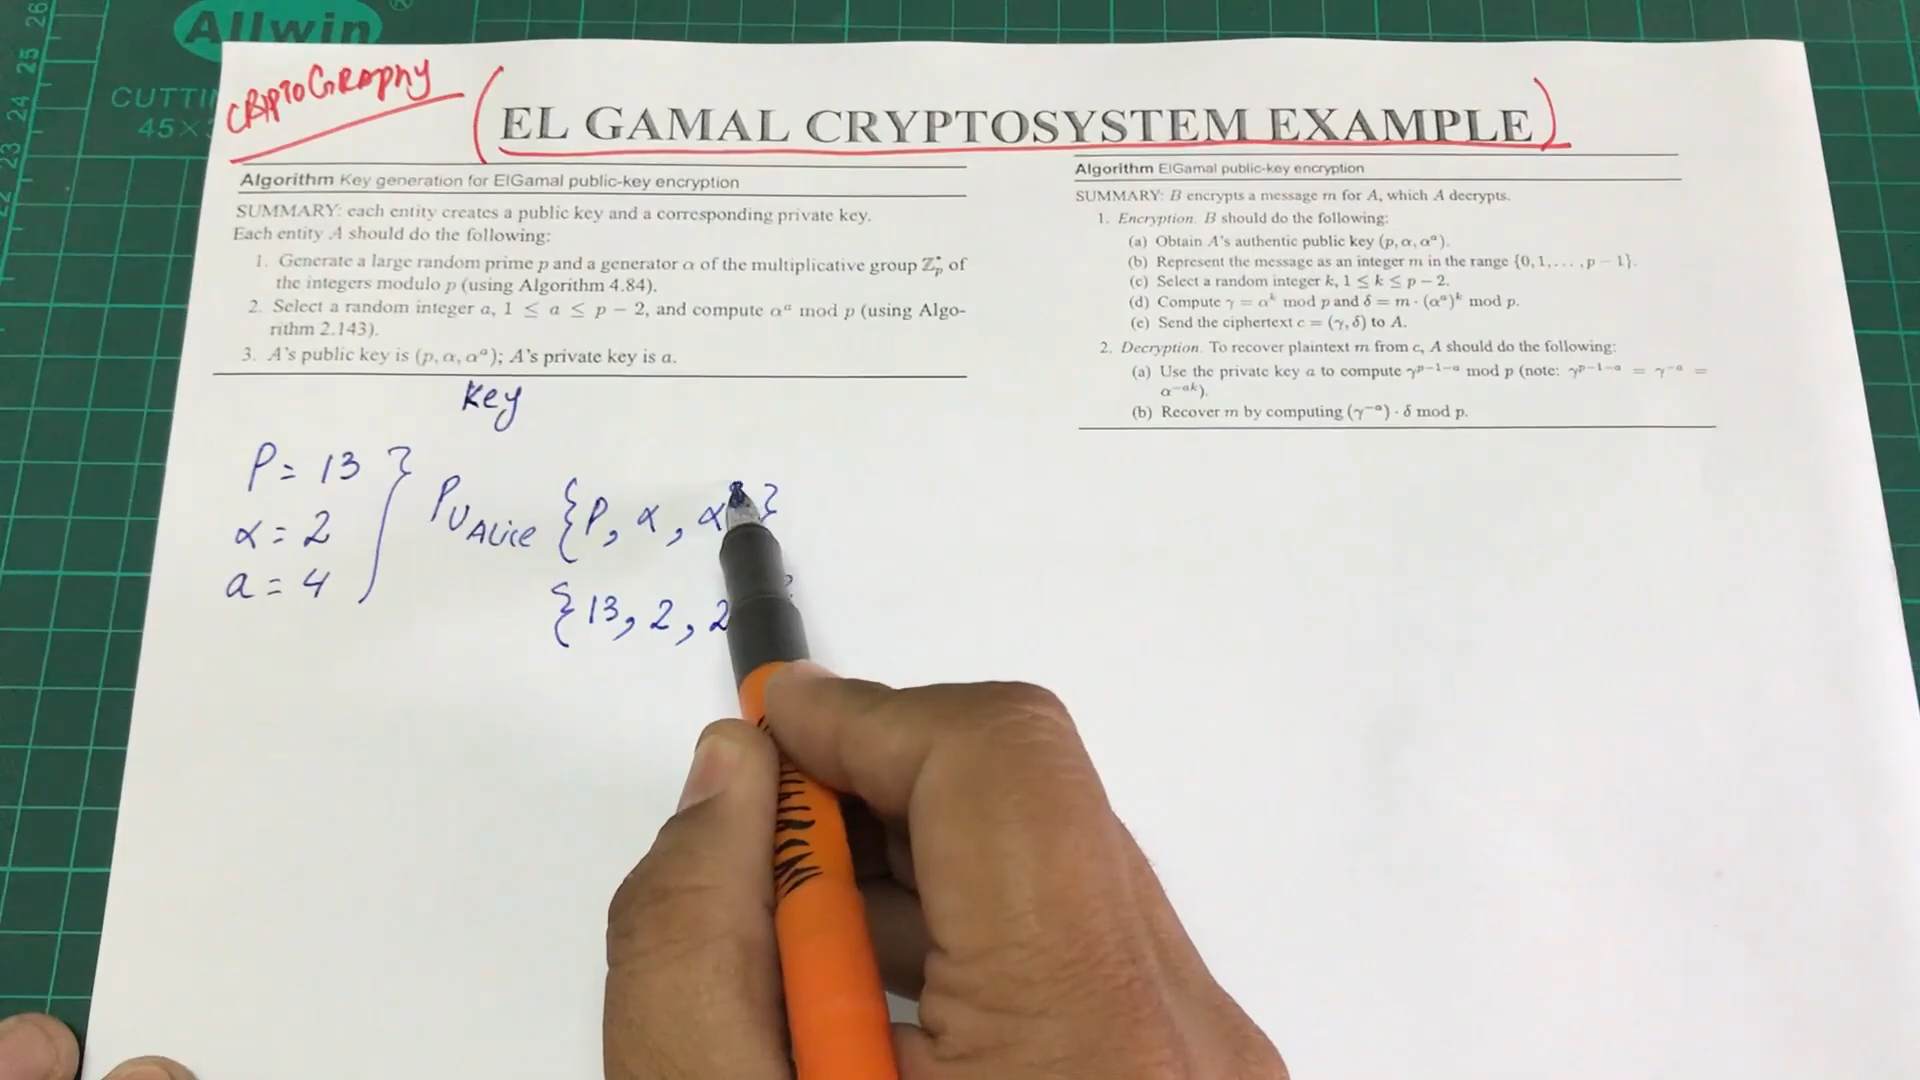 Allwin
CUTTI
45×
26
25
24
23
22
CRYPTOGRAPHY
(EL GAMAL CRYPTOSYSTEM EXAMPLE)
Algorithm Key generation for ElGamal public-key encryption
SUMMARY: each entity creates a public key and a corresponding private key.
Each entity A should do the following:
1. Generate a large random prime p and a generator α of the multiplicative group ℤ*ₚ of
the integers modulo p (using Algorithm 4.84).
2. Select a random integer a, 1 ≤ a ≤ p − 2, and compute αᵃ mod p (using Algo-
rithm 2.143).
3. A's public key is (p, α, αᵃ); A's private key is a.
Key
P = 13
α = 2
a = 4
PU Alice {P, α, α }
{13, 2, 2
Algorithm ElGamal public-key encryption
SUMMARY: B encrypts a message m for A, which A decrypts.
1. Encryption. B should do the following:
(a) Obtain A's authentic public key (p, α, αᵃ).
(b) Represent the message as an integer m in the range {0, 1, . . . , p − 1}.
(c) Select a random integer k, 1 ≤ k ≤ p − 2.
(d) Compute γ = αᵏ mod p and δ = m · (αᵃ)ᵏ mod p.
(e) Send the ciphertext c = (γ, δ) to A.
2. Decryption. To recover plaintext m from c, A should do the following:
(a) Use the private key a to compute γᵖ⁻¹⁻ᵃ mod p (note: γᵖ⁻¹⁻ᵃ = γ⁻ᵃ =
α⁻ᵃᵏ).
(b) Recover m by computing (γ⁻ᵃ) · δ mod p.